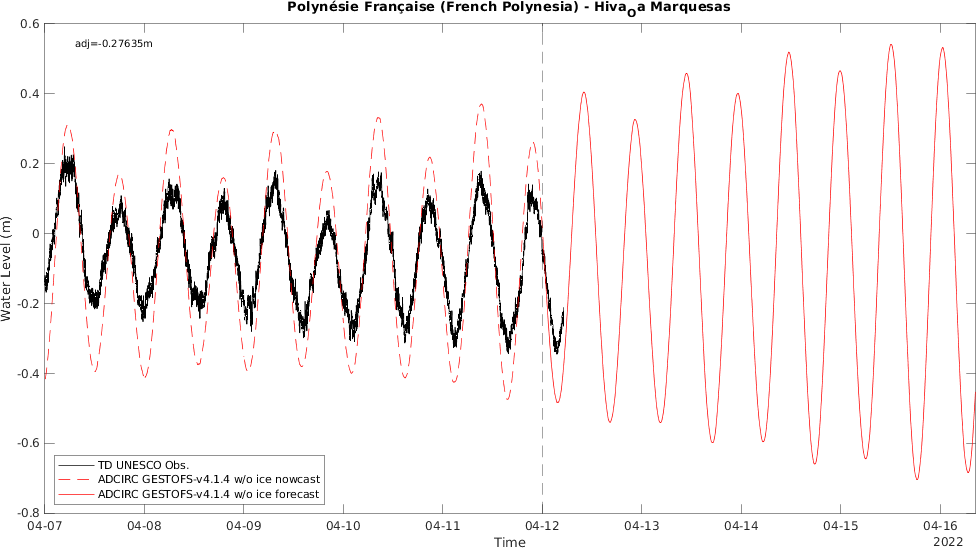 Polynésie Française (French Polynesia) - Hiva_Oa Marquesas
adj=-0.27635m
0.6
0.4
0.2
0
-0.2
-0.4
-0.6
-0.8
Water Level (m)
TD UNESCO Obs.
ADCIRC GESTOFS-v4.1.4 w/o ice nowcast
ADCIRC GESTOFS-v4.1.4 w/o ice forecast
04-07 04-08 04-09 04-10 04-11 04-12 04-13 04-14 04-15 04-16
Time
2022